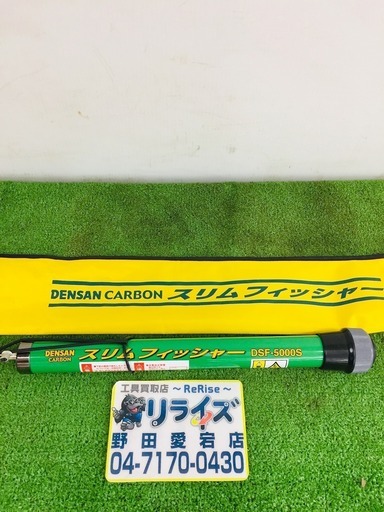 DENSAN CARBON スリムフィッシャー
DENSAN CARBON スリムフィッシャー DSF-5000S
工具買取店 ～ReRise～
リライズ
野田愛宕店
04-7170-0430